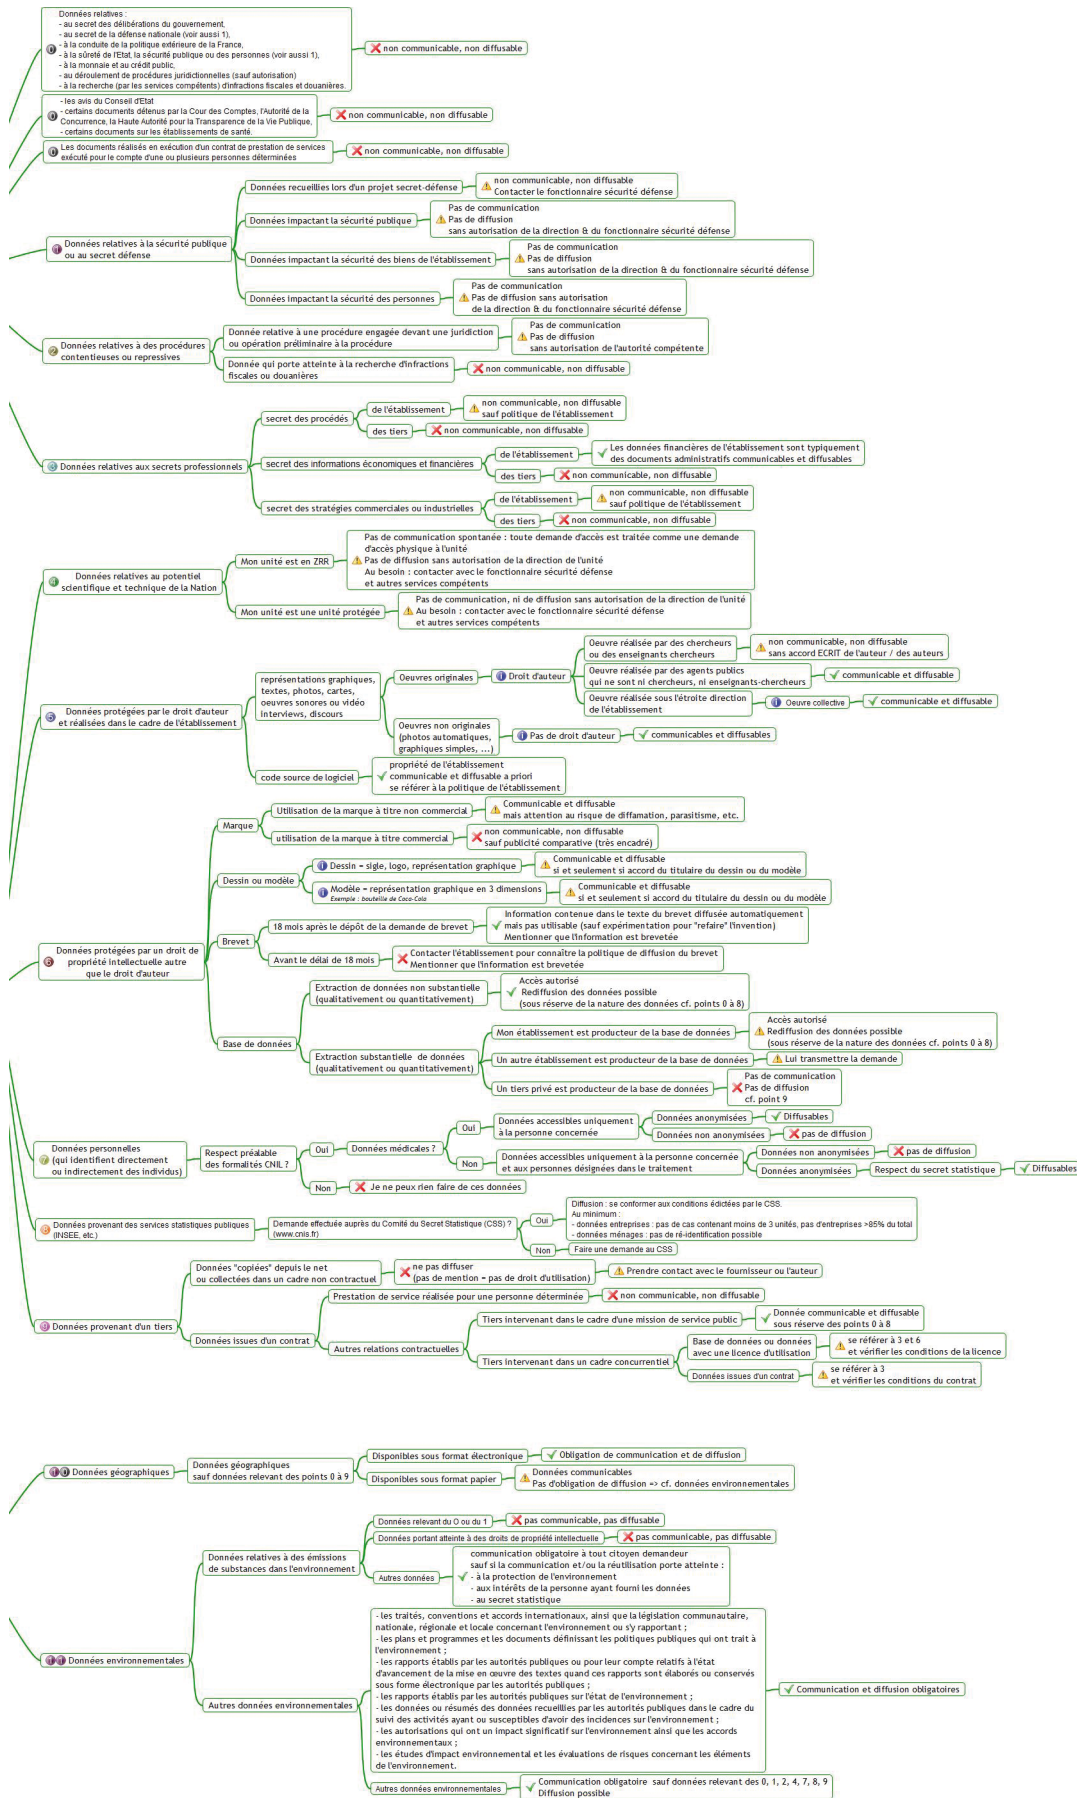 Données relatives :
- au secret des délibérations du gouvernement,
- au secret de la défense nationale (voir aussi 1),
- à la conduite de la politique extérieure de la France,
- à la sûreté de l'Etat, la sécurité publique ou des personnes (voir aussi 1),
- à la monnaie et au crédit public,
- au déroulement de procédures juridictionnelles (sauf autorisation)
- à la recherche (par les services compétents) d'infractions fiscales et douanières.
non communicable, non diffusable
- les avis du Conseil d'Etat
- certains documents détenus par la Cour des Comptes, l'Autorité de la
Concurrence, la Haute Autorité pour la Transparence de la Vie Publique,
- certains documents sur les établissements de santé.
non communicable, non diffusable
Les documents réalisés en exécution d'un contrat de prestation de services
exécuté pour le compte d'une ou plusieurs personnes déterminées
non communicable, non diffusable
Données relatives à la sécurité publique
ou au secret défense
Données recueillies lors d'un projet secret-défense
non communicable, non diffusable
Contacter le fonctionnaire sécurité défense
Données impactant la sécurité publique
Pas de communication
Pas de diffusion
sans autorisation de la direction & du fonctionnaire sécurité défense
Données impactant la sécurité des biens de l'établissement
Pas de communication
Pas de diffusion
sans autorisation de la direction & du fonctionnaire sécurité défense
Données impactant la sécurité des personnes
Pas de communication
Pas de diffusion sans autorisation
de la direction & du fonctionnaire sécurité défense
Données relatives à des procédures
contentieuses ou repressives
Donnée relative à une procédure engagée devant une juridiction
ou opération préliminaire à la procédure
Pas de communication
Pas de diffusion
sans autorisation de l'autorité compétente
Donnée qui porte atteinte à la recherche d'infractions
fiscales ou douanières
non communicable, non diffusable
Données relatives aux secrets professionnels
secret des procédés
de l'établissement
non communicable, non diffusable
sauf politique de l'établissement
des tiers
non communicable, non diffusable
secret des informations économiques et financières
de l'établissement
Les données financières de l'établissement sont typiquement
des documents administratifs communicables et diffusables
des tiers
non communicable, non diffusable
secret des stratégies commerciales ou industrielles
de l'établissement
non communicable, non diffusable
sauf politique de l'établissement
des tiers
non communicable, non diffusable
Données relatives au potentiel
scientifique et technique de la Nation
Mon unité est en ZRR
Pas de communication spontanée : toute demande d'accès est traitée comme une demande
d'accès physique à l'unité
Pas de diffusion sans autorisation de la direction de l'unité
Au besoin : contacter avec le fonctionnaire sécurité défense
et autres services compétents
Mon unité est une unité protégée
Pas de communication, ni de diffusion sans autorisation de la direction de l'unité
Au besoin : contacter avec le fonctionnaire sécurité défense
et autres services compétents
Données protégées par le droit d'auteur
et réalisées dans le cadre de l'établissement
représentations graphiques,
textes, photos, cartes,
oeuvres sonores ou vidéo
interviews, discours
Oeuvres originales
Droit d'auteur
Oeuvre réalisée par des chercheurs
ou des enseignants chercheurs
non communicable, non diffusable
sans accord ECRIT de l'auteur / des auteurs
Oeuvre réalisée par des agents publics
qui ne sont ni chercheurs, ni enseignants-chercheurs
communicable et diffusable
Oeuvre réalisée sous l'étroite direction
de l'établissement
Oeuvre collective
communicable et diffusable
Oeuvres non originales
(photos automatiques,
graphiques simples, ...)
Pas de droit d'auteur
communicables et diffusables
code source de logiciel
propriété de l'établissement
communicable et diffusable a priori
se référer à la politique de l'établissement
Données protégées par un droit de
propriété intellectuelle autre
que le droit d'auteur
Marque
Utilisation de la marque à titre non commercial
Communicable et diffusable
mais attention au risque de diffamation, parasitisme, etc.
utilisation de la marque à titre commercial
non communicable, non diffusable
sauf publicité comparative (très encadré)
Dessin ou modèle
Dessin = sigle, logo, représentation graphique
Communicable et diffusable
si et seulement si accord du titulaire du dessin ou du modèle
Modèle = représentation graphique en 3 dimensions
Exemple : bouteille de Coca-Cola
Communicable et diffusable
si et seulement si accord du titulaire du dessin ou du modèle
Brevet
18 mois après le dépôt de la demande de brevet
Information contenue dans le texte du brevet diffusée automatiquement
mais pas utilisable (sauf expérimentation pour "refaire" l'invention)
Mentionner que l'information est brevetée
Avant le délai de 18 mois
Contacter l'établissement pour connaître la politique de diffusion du brevet
Mentionner que l'information est brevetée
Base de données
Extraction de données non substantielle
(qualitativement ou quantitativement)
Accès autorisé
Rediffusion des données possible
(sous réserve de la nature des données cf. points 0 à 8)
Extraction substantielle de données
(qualitativement ou quantitativement)
Mon établissement est producteur de la base de données
Accès autorisé
Rediffusion des données possible
(sous réserve de la nature des données cf. points 0 à 8)
Un autre établissement est producteur de la base de données
Lui transmettre la demande
Un tiers privé est producteur de la base de données
Pas de communication
Pas de diffusion
cf. point 9
Données personnelles
(qui identifient directement
ou indirectement des individus)
Respect préalable
des formalités CNIL ?
Oui
Données médicales ?
Oui
Données accessibles uniquement
à la personne concernée
Données anonymisées
Diffusables
Données non anonymisées
pas de diffusion
Non
Données accessibles uniquement à la personne concernée
et aux personnes désignées dans le traitement
Données non anonymisées
pas de diffusion
Données anonymisées
Respect du secret statistique
Diffusables
Non
Je ne peux rien faire de ces données
Données provenant des services statistiques publiques
(INSEE, etc.)
Demande effectuée auprès du Comité du Secret Statistique (CSS) ?
(www.cnis.fr)
Oui
Diffusion : se conformer aux conditions édictées par le CSS.
Au minimum :
- données entreprises : pas de cas contenant moins de 3 unités, pas d'entreprises >85% du total
- données ménages : pas de ré-identification possible
Non
Faire une demande au CSS
Données provenant d'un tiers
Données "copiées" depuis le net
ou collectées dans un cadre non contractuel
ne pas diffuser
(pas de mention = pas de droit d'utilisation)
Prendre contact avec le fournisseur ou l'auteur
Données issues d'un contrat
Prestation de service réalisée pour une personne déterminée
non communicable, non diffusable
Autres relations contractuelles
Tiers intervenant dans le cadre d'une mission de service public
Donnée communicable et diffusable
sous réserve des points 0 à 8
Tiers intervenant dans un cadre concurrentiel
Base de données ou données
avec une licence d'utilisation
se référer à 3 et 6
et vérifier les conditions de la licence
Données issues d'un contrat
se référer à 3
et vérifier les conditions du contrat
Données géographiques
Données géographiques
sauf données relevant des points 0 à 9
Disponibles sous format électronique
Obligation de communication et de diffusion
Disponibles sous format papier
Données communicables
Pas d'obligation de diffusion => cf. données environnementales
Données environnementales
Données relatives à des émissions
de substances dans l'environnement
Données relevant du O ou du 1
pas communicable, pas diffusable
Données portant atteinte à des droits de propriété intellectuelle
pas communicable, pas diffusable
Autres données
communication obligatoire à tout citoyen demandeur
sauf si la communication et/ou la réutilisation porte atteinte :
- à la protection de l'environnement
- aux intérêts de la personne ayant fourni les données
- au secret statistique
Autres données environnementales
- les traités, conventions et accords internationaux, ainsi que la législation communautaire,
nationale, régionale et locale concernant l'environnement ou s'y rapportant ;
- les plans et programmes et les documents définissant les politiques publiques qui ont trait à
l'environnement ;
- les rapports établis par les autorités publiques ou pour leur compte relatifs à l'état
d'avancement de la mise en œuvre des textes quand ces rapports sont élaborés ou conservés
sous forme électronique par les autorités publiques ;
- les rapports établis par les autorités publiques sur l'état de l'environnement ;
- les données ou résumés des données recueillies par les autorités publiques dans le cadre du
suivi des activités ayant ou susceptibles d'avoir des incidences sur l'environnement ;
- les autorisations qui ont un impact significatif sur l'environnement ainsi que les accords
environnementaux ;
- les études d'impact environnemental et les évaluations de risques concernant les éléments
de l'environnement.
Communication et diffusion obligatoires
Autres données environnementales
Communication obligatoire sauf données relevant des 0, 1, 2, 4, 7, 8, 9
Diffusion possible